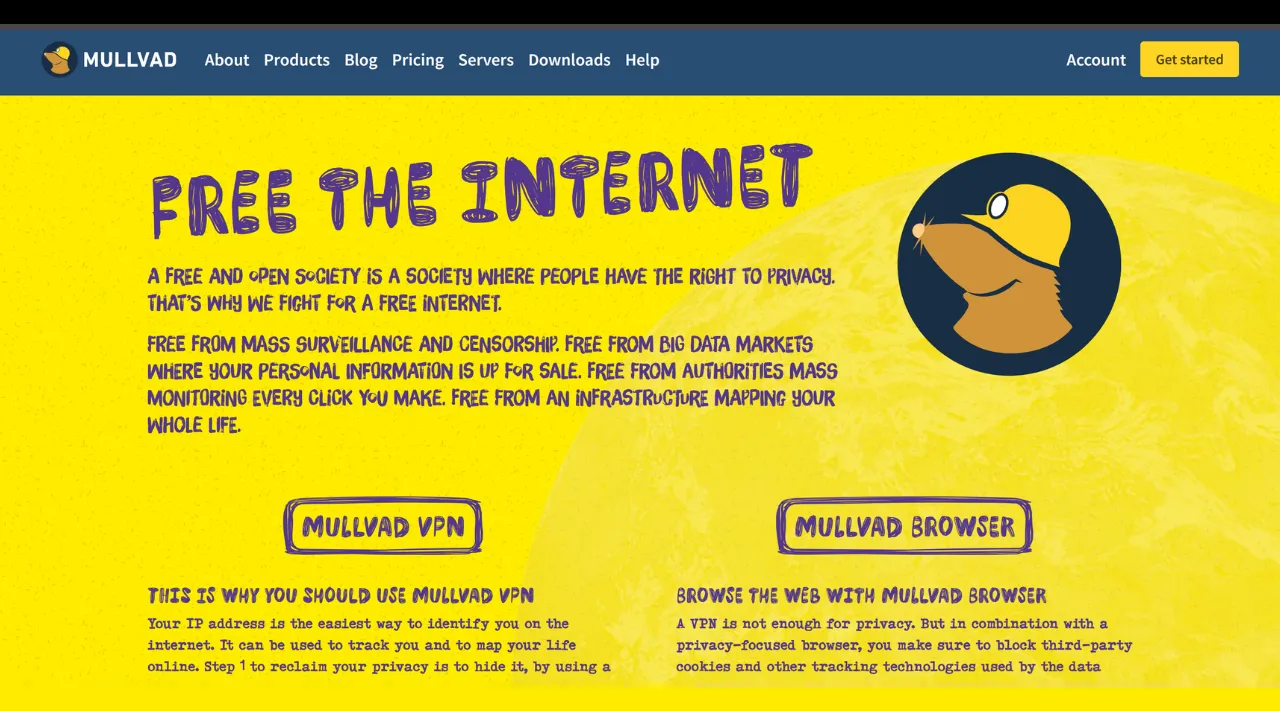 MULLVAD About Products Blog Pricing Servers Downloads Help Account Get started
FREE THE INTERNET
A FREE AND OPEN SOCIETY IS A SOCIETY WHERE PEOPLE HAVE THE RIGHT TO PRIVACY.
THAT'S WHY WE FIGHT FOR A FREE INTERNET.
FREE FROM MASS SURVEILLANCE AND CENSORSHIP. FREE FROM BIG DATA MARKETS
WHERE YOUR PERSONAL INFORMATION IS UP FOR SALE. FREE FROM AUTHORITIES MASS
MONITORING EVERY CLICK YOU MAKE. FREE FROM AN INFRASTRUCTURE MAPPING YOUR
WHOLE LIFE.
MULLVAD VPN
THIS IS WHY YOU SHOULD USE MULLVAD VPN
Your IP address is the easiest way to identify you on the
internet. It can be used to track you and to map your life
online. Step 1 to reclaim your privacy is to hide it, by using a
MULLVAD BROWSER
BROWSE THE WEB WITH MULLVAD BROWSER
A VPN is not enough for privacy. But in combination with a
privacy-focused browser, you make sure to block third-party
cookies and other tracking technologies used by the data